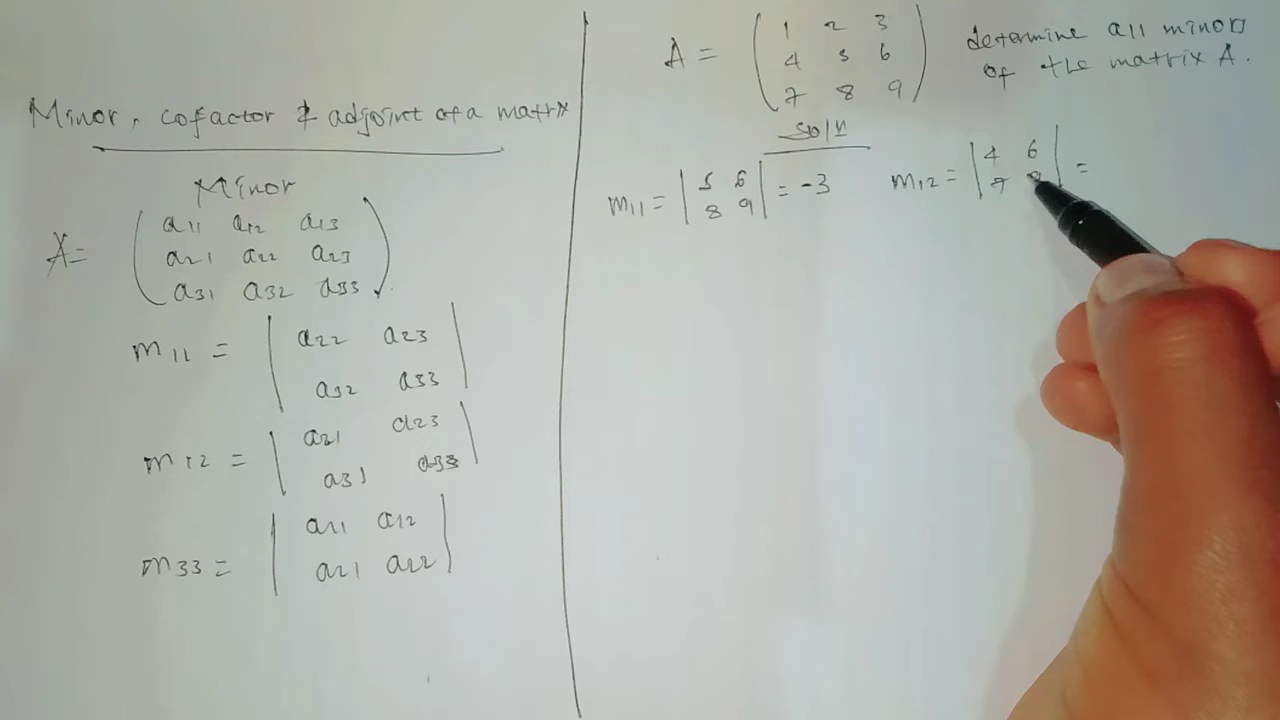 Minor, cofactor & adjoint of a matrix
Minor
A =
a11 a12 a13
a21 a22 a23
a31 a32 a33
m11 =
a22 a23
a32 a33
m12 =
a21 a23
a31 a33
m33 =
a11 a12
a21 a22
A =
1 2 3
4 5 6
7 8 9
determine all minors
of the matrix A.
soln
m11 = | 5 6 | = -3
8 9
m12 = | 4 6 | =
7